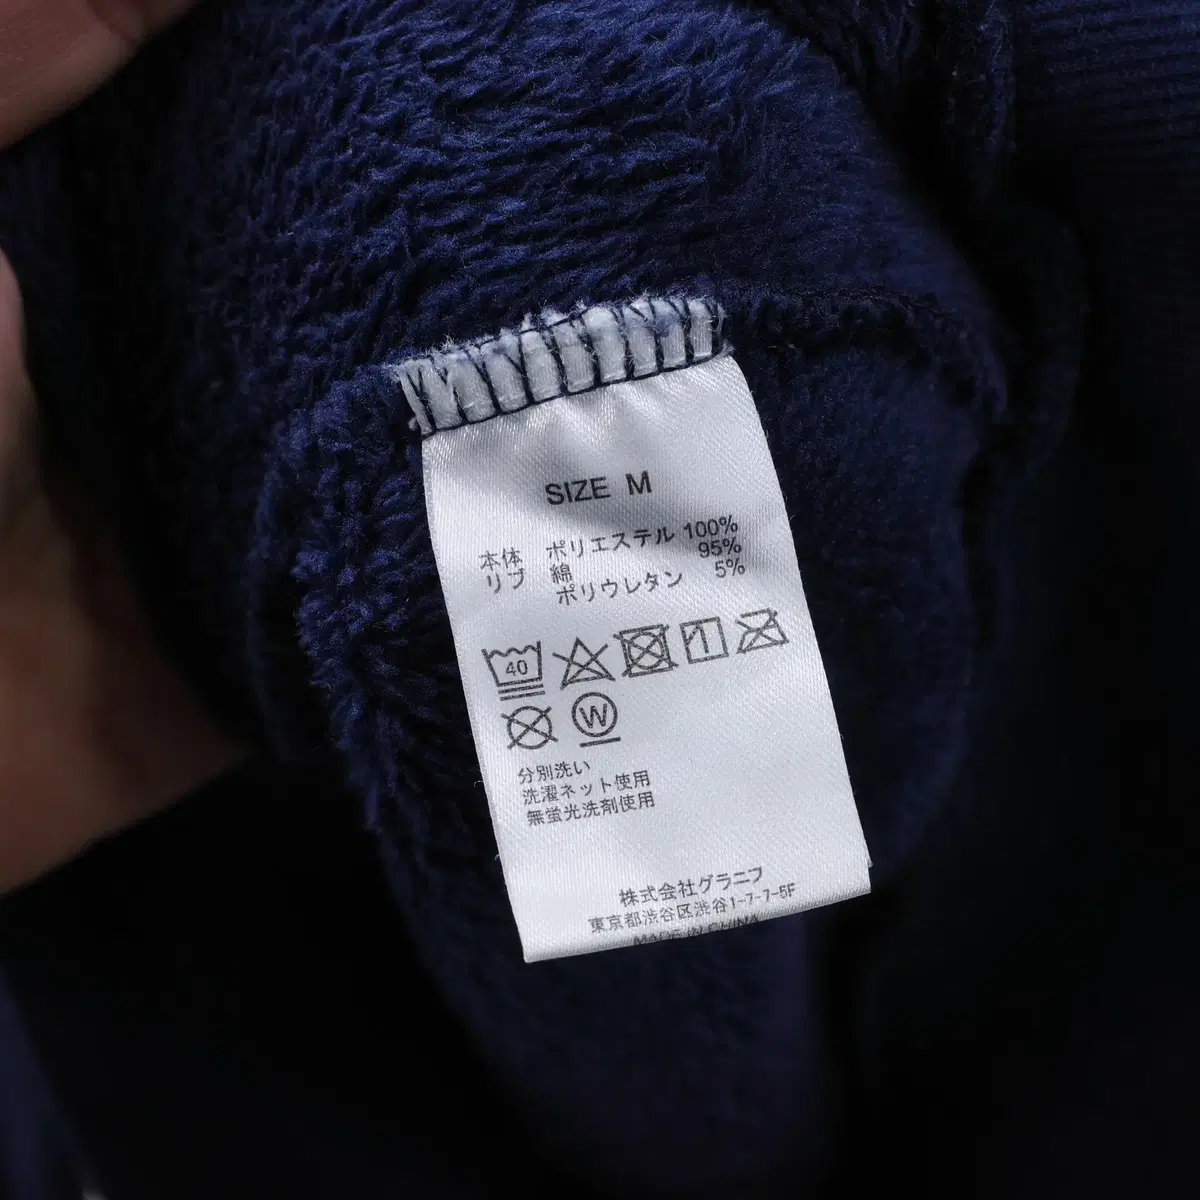 SIZE M
本体 ポリエステル 100%
リブ 綿 95%
ポリウレタン 5%
40
W
分別洗い
洗濯ネット使用
無蛍光洗剤使用
株式会社グラニフ
東京都渋谷区渋谷1-7-7-5F
MADE IN CHINA